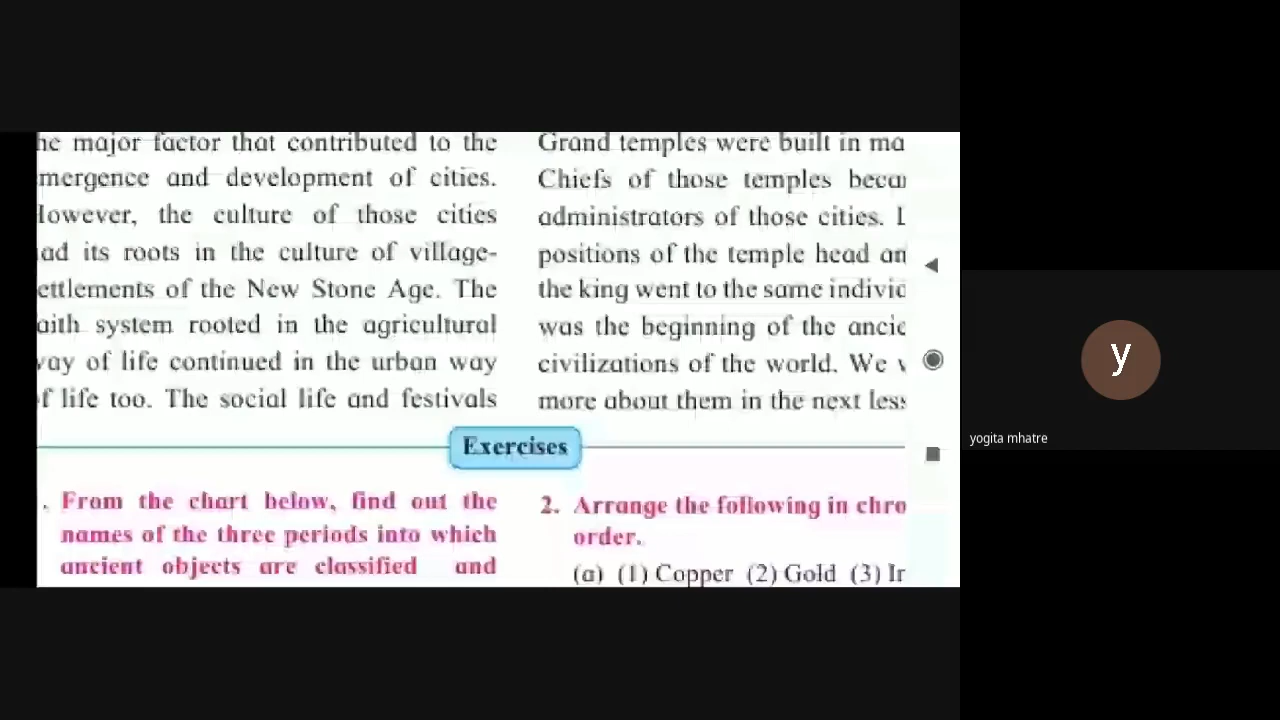 he major factor that contributed to the
mergence and development of cities.
However, the culture of those cities
ad its roots in the culture of village-
ettlements of the New Stone Age. The
aith system rooted in the agricultural
vay of life continued in the urban way
f life too. The social life and festivals
Grand temples were built in ma
Chiefs of those temples becam
administrators of those cities.
positions of the temple head an
the king went to the same indivic
was the beginning of the ancie
civilizations of the world. We
more about them in the next less
Exercises
. From the chart below, find out the
names of the three periods into which
ancient objects are classified and
2. Arrange the following in chro
order.
(a) (1) Copper (2) Gold (3) Ir
y
yogita mhatre